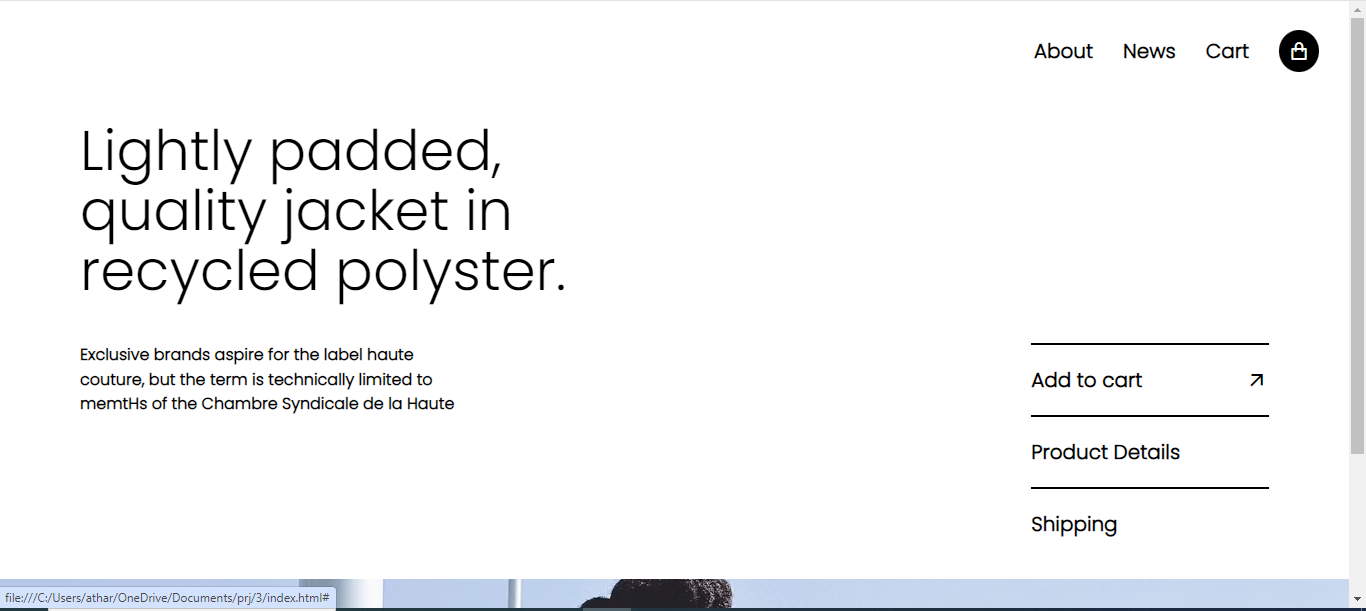 About News Cart
Lightly padded,
quality jacket in
recycled polyster.
Exclusive brands aspire for the label haute
couture, but the term is technically limited to
memtHs of the Chambre Syndicale de la Haute
Add to cart
Product Details
Shipping
file:///C:/Users/athar/OneDrive/Documents/prj/3/index.html#